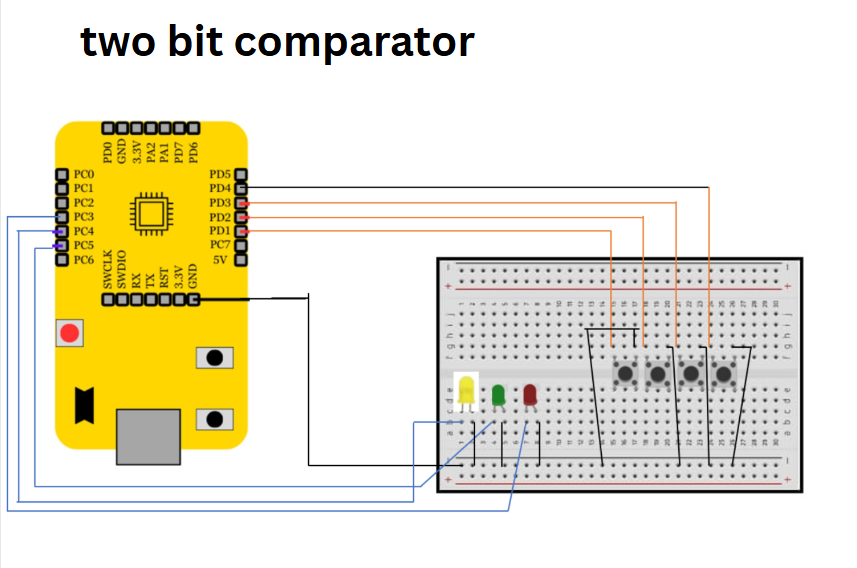 two bit comparator
PD0 GND 3.3V PA2 PA1 PD7 PD6
PC0 PD5
PC1 PD4
PC2 PD3
PC3 PD2
PC4 PD1
PC5 PC7
PC6 5V
SWCLK SWDIO RX TX RST 3.3V GND